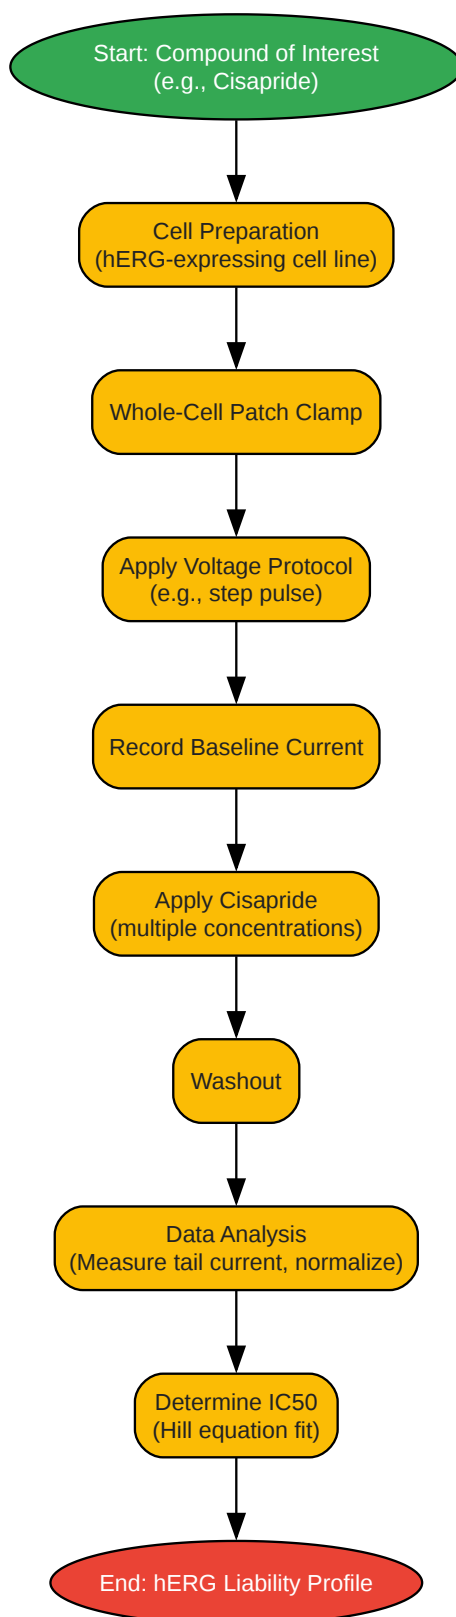 Start: Compound of Interest
(e.g., Cisapride)
Cell Preparation
(hERG-expressing cell line)
Whole-Cell Patch Clamp
Apply Voltage Protocol
(e.g., step pulse)
Record Baseline Current
Apply Cisapride
(multiple concentrations)
Washout
Data Analysis
(Measure tail current, normalize)
Determine IC50
(Hill equation fit)
End: hERG Liability Profile